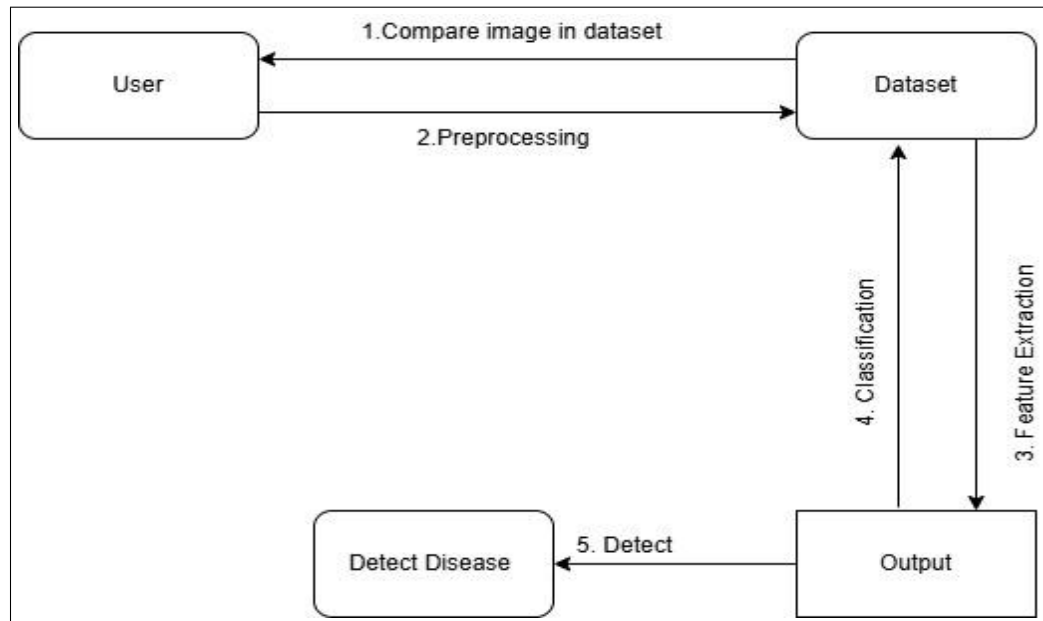 1.Compare image in dataset
User
Dataset
2.Preprocessing
4. Classification
3. Feature Extraction
5. Detect
Detect Disease
Output